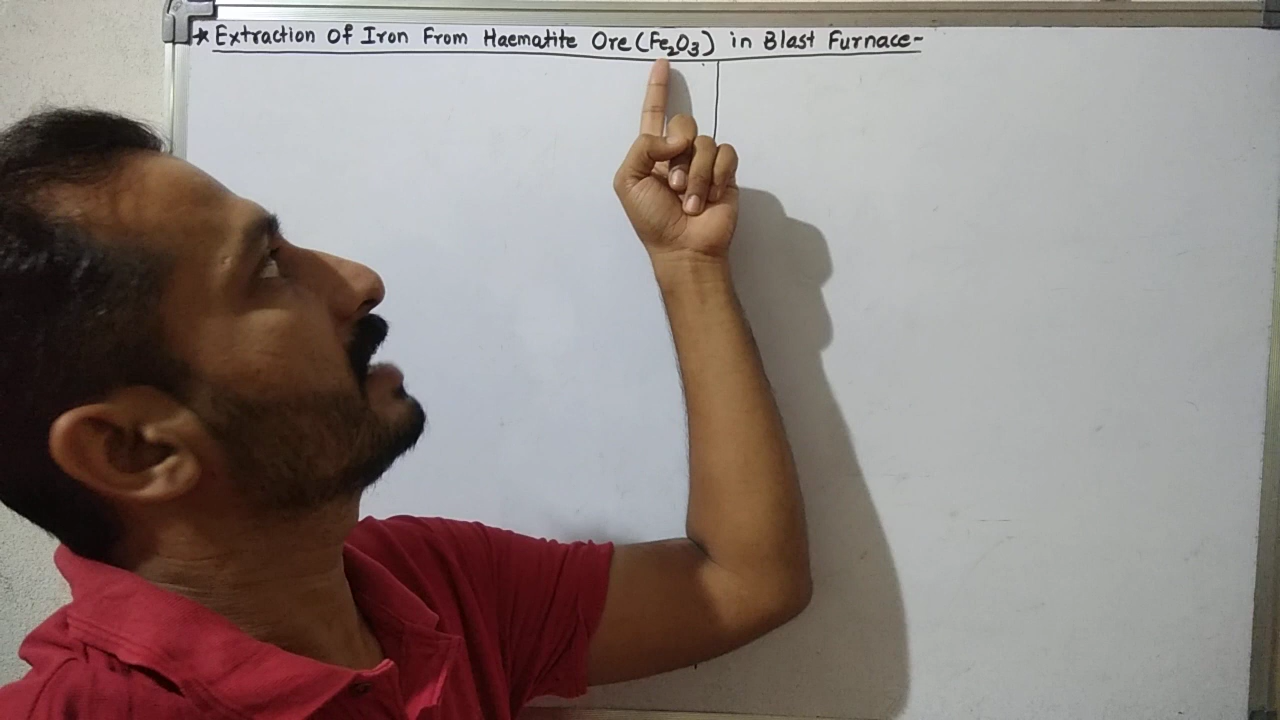 * Extraction Of Iron From Haematite Ore (Fe₂O₃) in Blast Furnace-